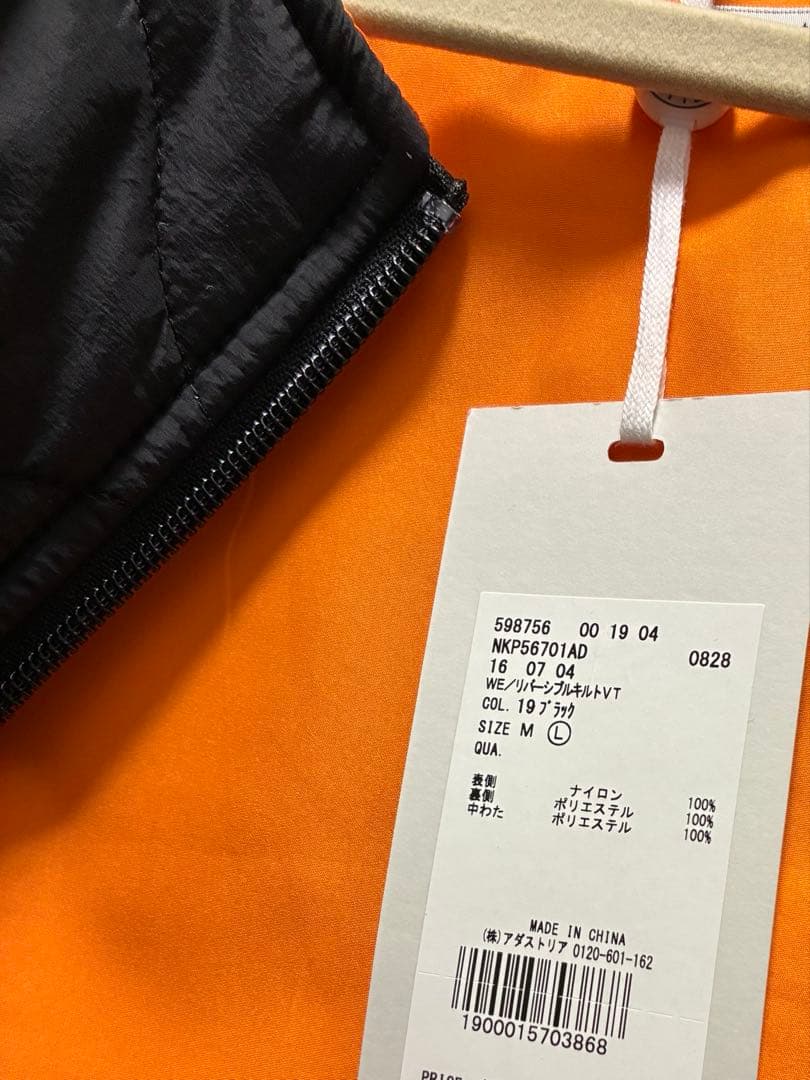 598756 00 19 04
NKP56701AD 0828
16 07 04
WE/リバーシブルキルトVT
COL. 19 ブラック
SIZE M Ⓛ
QUA.
表側 ナイロン 100%
裏側 ポリエステル 100%
中わた ポリエステル 100%
MADE IN CHINA
(株)アダストリア 0120-601-162
1900015703868
PRICE